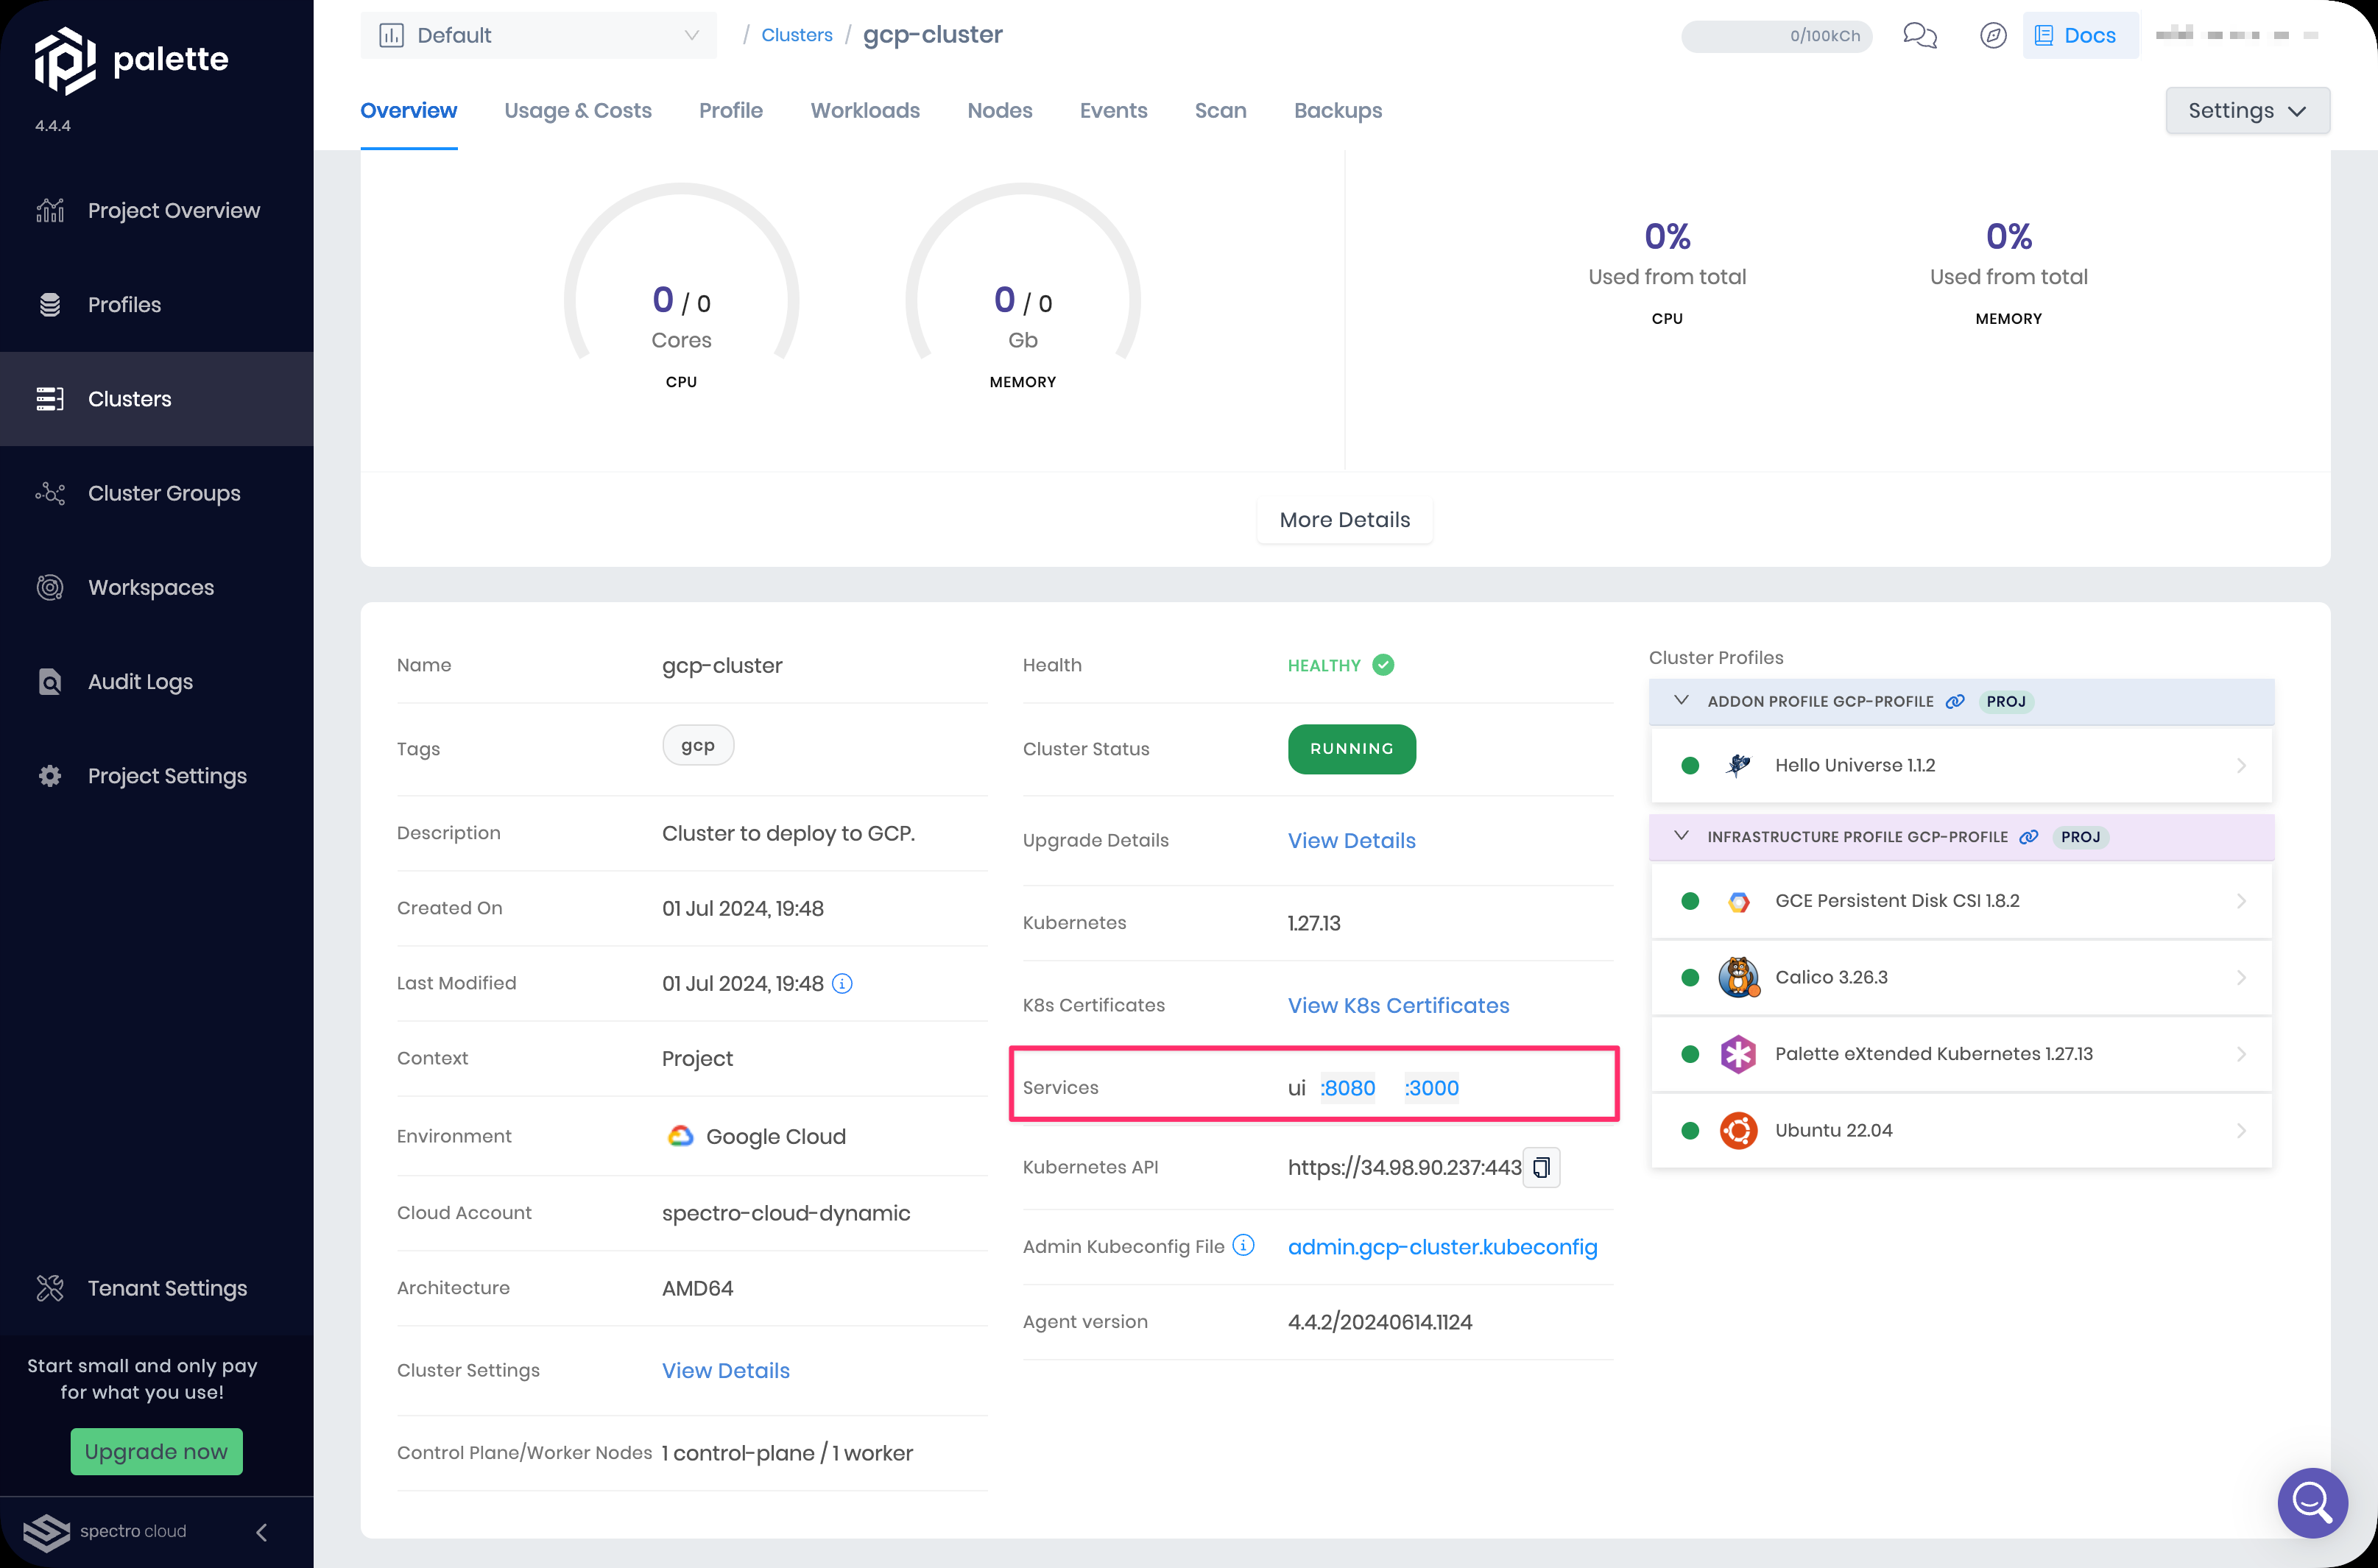 palette
4.4.4
Project Overview
Profiles
Clusters
Cluster Groups
Workspaces
Audit Logs
Project Settings
Tenant Settings
Start small and only pay
for what you use!
Upgrade now
spectro cloud
Default
/ Clusters / gcp-cluster
0/100kCh
Docs
Overview
Usage & Costs
Profile
Workloads
Nodes
Events
Scan
Backups
Settings
0 / 0
Cores
CPU
0 / 0
Gb
MEMORY
0%
Used from total
CPU
0%
Used from total
MEMORY
More Details
Name gcp-cluster
Tags gcp
Description Cluster to deploy to GCP.
Created On 01 Jul 2024, 19:48
Last Modified 01 Jul 2024, 19:48
Context Project
Environment Google Cloud
Cloud Account spectro-cloud-dynamic
Architecture AMD64
Cluster Settings View Details
Control Plane/Worker Nodes 1 control-plane / 1 worker
Health HEALTHY
Cluster Status RUNNING
Upgrade Details View Details
Kubernetes 1.27.13
K8s Certificates View K8s Certificates
Services ui :8080 :3000
Kubernetes API https://34.98.90.237:443
Admin Kubeconfig File admin.gcp-cluster.kubeconfig
Agent version 4.4.2/20240614.1124
Cluster Profiles
ADDON PROFILE GCP-PROFILE PROJ
Hello Universe 1.1.2
INFRASTRUCTURE PROFILE GCP-PROFILE PROJ
GCE Persistent Disk CSI 1.8.2
Calico 3.26.3
Palette eXtended Kubernetes 1.27.13
Ubuntu 22.04